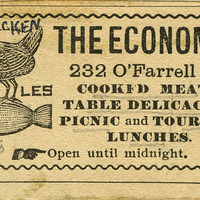 CKEN
THE ECONOM
232 O'Farrell
LES
COOKED MEAT
TABLE DELICAC
PICNIC and TOUR
LUNCHES.
Open until midnight.